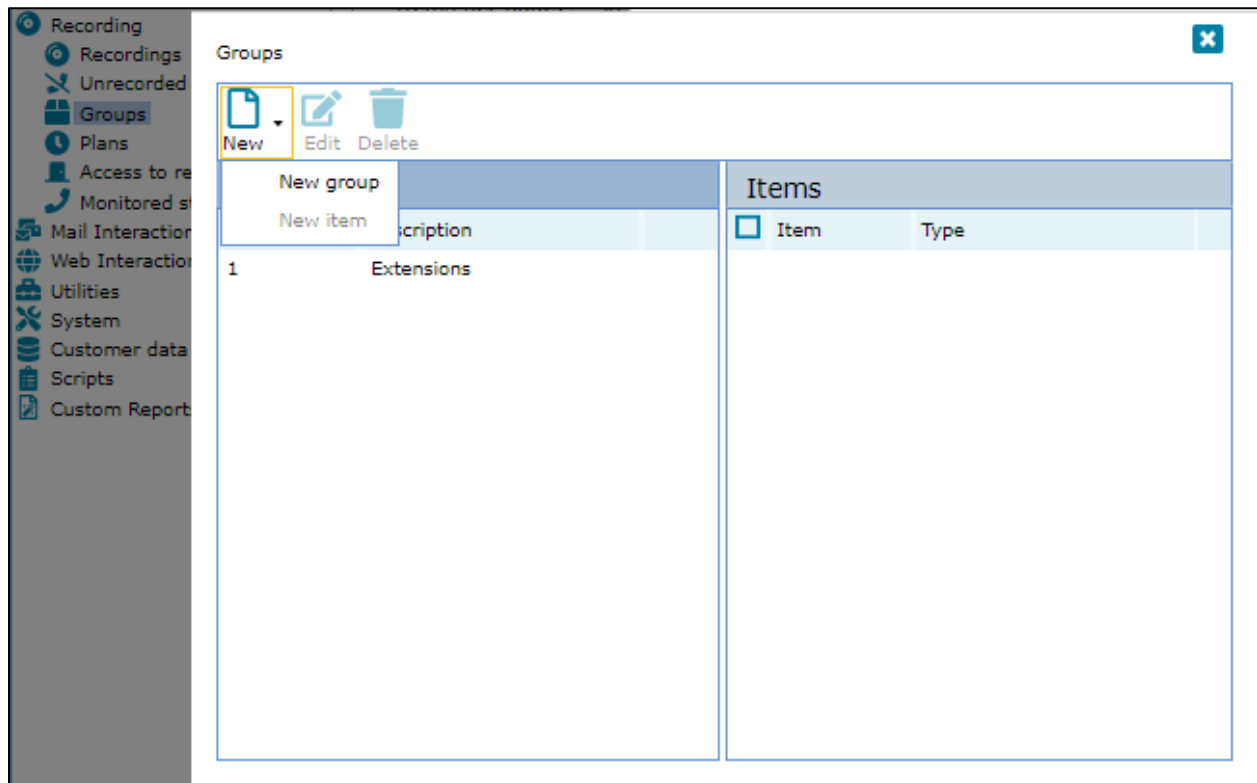 Recording
Recordings
Unrecorded
Groups
Plans
Access to re
Monitored s
Mail Interaction
Web Interaction
Utilities
System
Customer data
Scripts
Custom Report
Groups
New Edit Delete
New group
New item
scription
1 Extensions
Items
Item Type